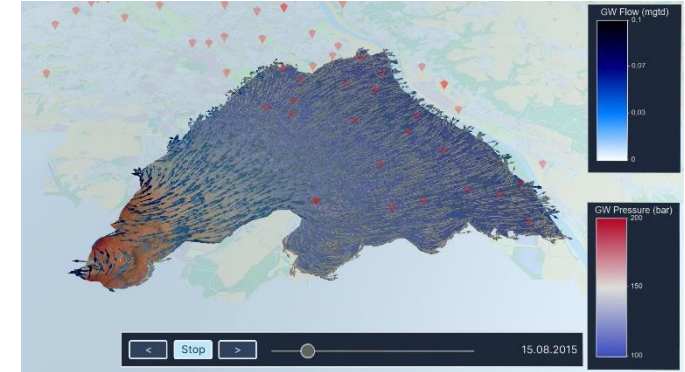 GW Flow (mgtd)
0,1
0,07
0,03
0
GW Pressure (bar)
200
150
100
< Stop >
15.08.2015